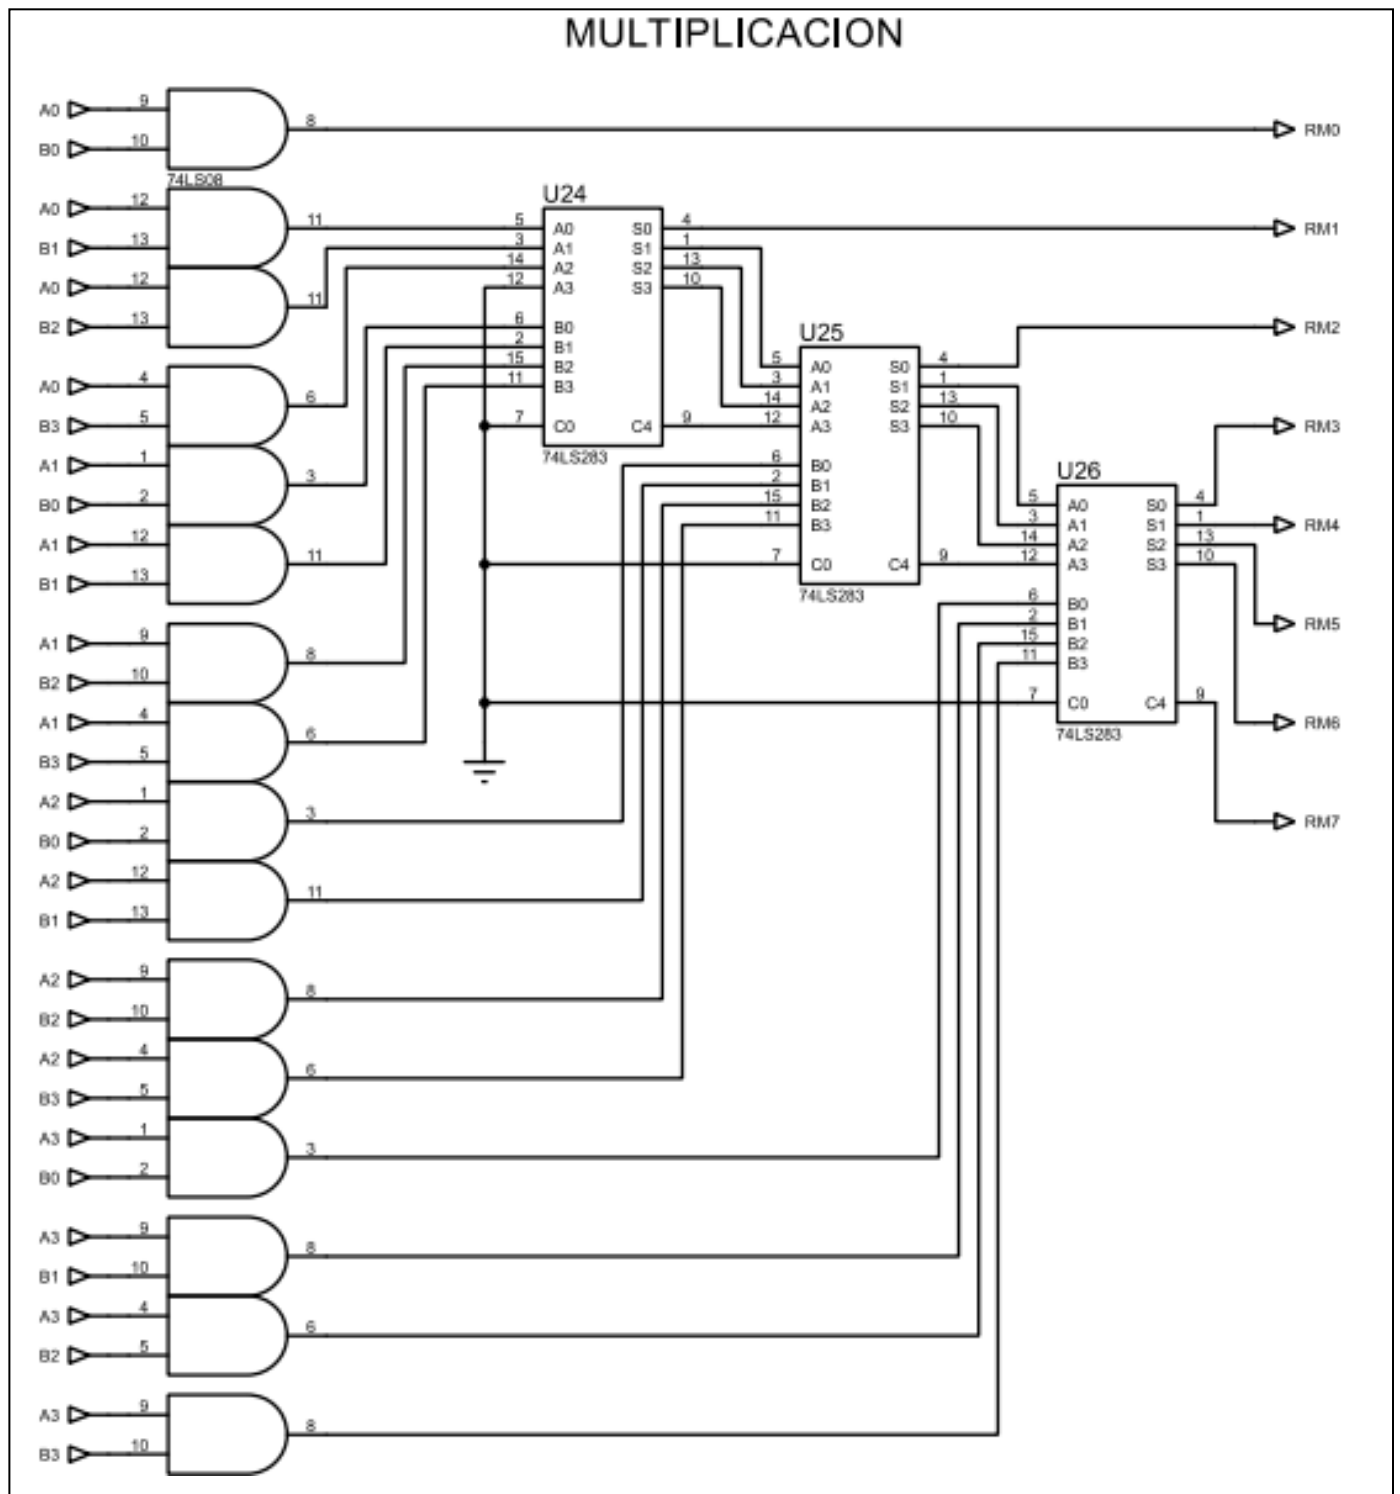 MULTIPLICACION
A0 9
8 RM0
B0 10
74LS08
A0 12
11
B1 13
A0 12
11
B2 13
A0 4
6
B3 5
A1 1
3
B0 2
A1 12
11
B1 13
A1 9
8
B2 10
A1 4
6
B3 5
A2 1
3
B0 2
A2 12
11
B1 13
A2 9
8
B2 10
A2 4
6
B3 5
A3 1
3
B0 2
A3 9
8
B1 10
A3 4
6
B2 5
A3 9
8
B3 10
U24
5 A0 S0 4
3 A1 S1 1
14 A2 S2 13
12 A3 S3 10
6 B0
2 B1
15 B2
11 B3
7 C0 C4 9
74LS283
U25
5 A0 S0 4
3 A1 S1 1
14 A2 S2 13
12 A3 S3 10
6 B0
2 B1
15 B2
11 B3
7 C0 C4 9
74LS283
U26
5 A0 S0 4
3 A1 S1 1
14 A2 S2 13
12 A3 S3 10
6 B0
2 B1
15 B2
11 B3
7 C0 C4 9
74LS283
RM1
RM2
RM3
RM4
RM5
RM6
RM7